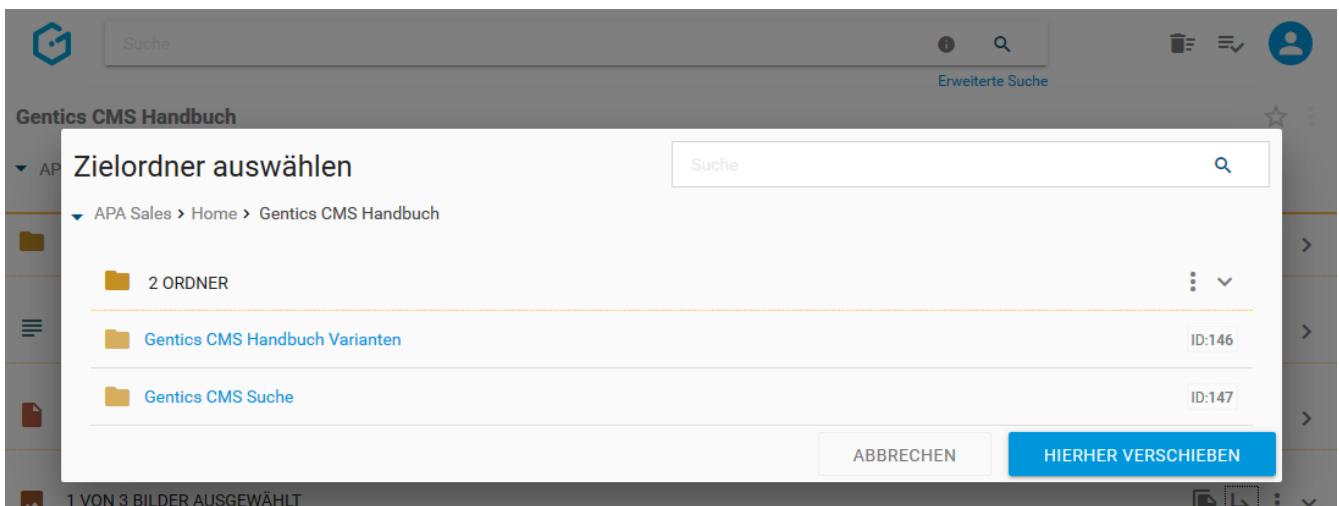 Suche
Erweiterte Suche
Gentics CMS Handbuch
AP
Zielordner auswählen
Suche
APA Sales > Home > Gentics CMS Handbuch
2 ORDNER
Gentics CMS Handbuch Varianten
ID:146
Gentics CMS Suche
ID:147
ABBRECHEN
HIERHER VERSCHIEBEN
1 VON 3 BILDER AUSGEWÄHLT